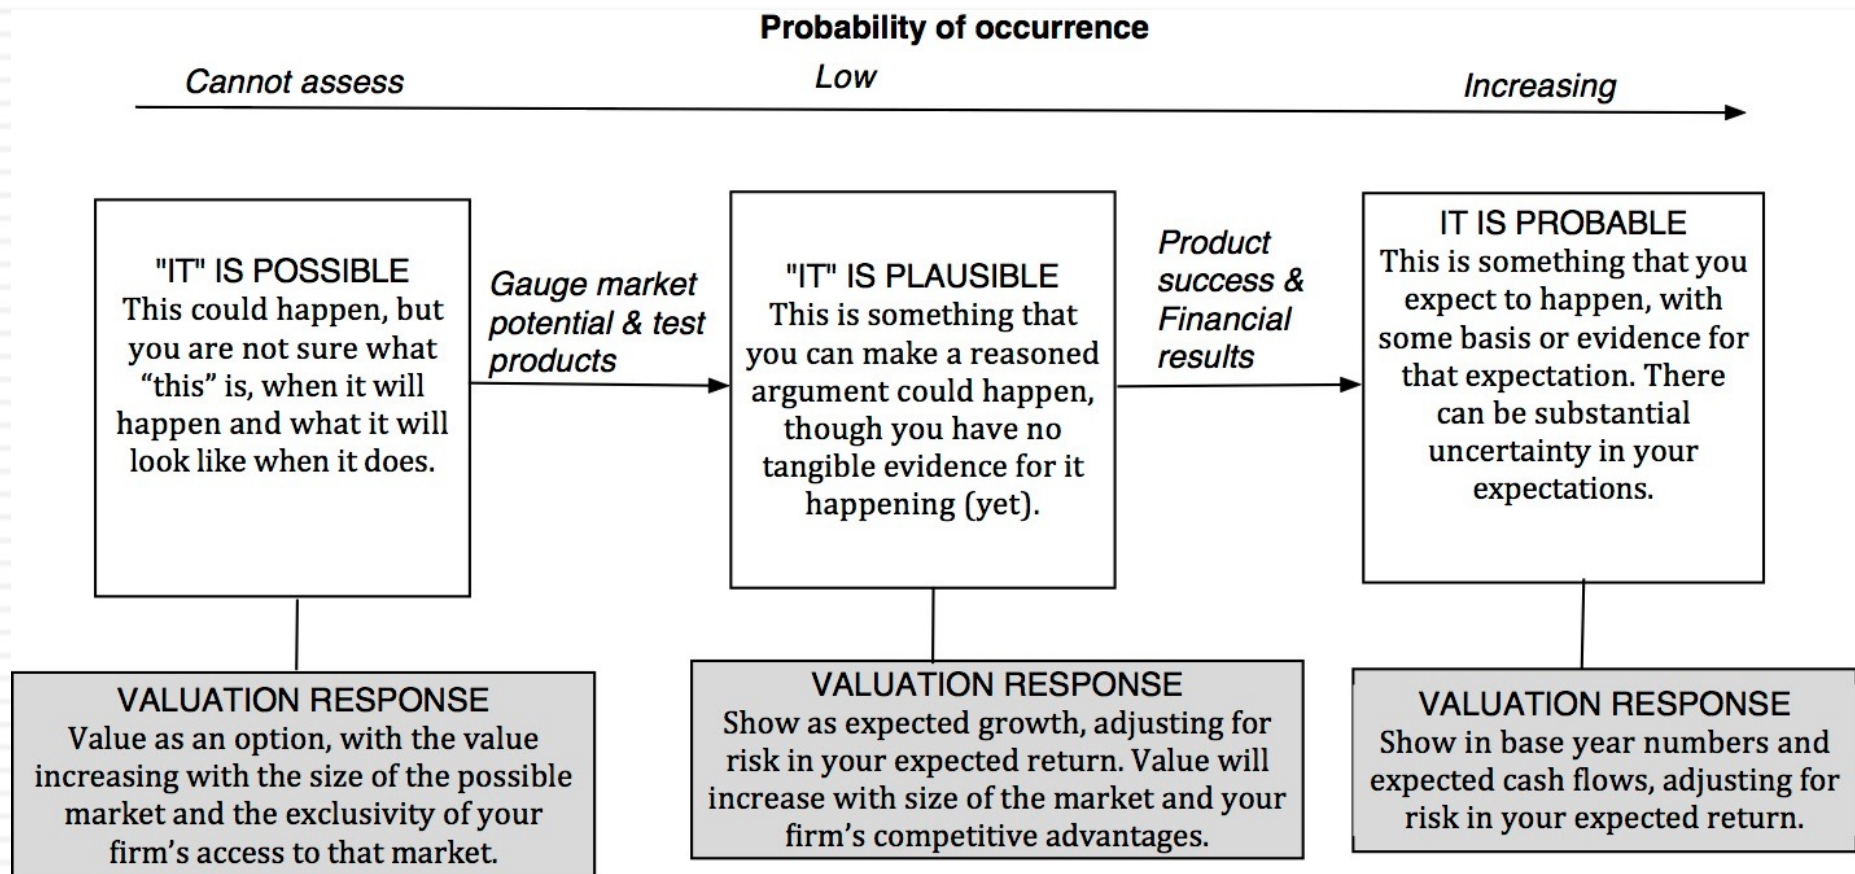 Probability of occurrence
Cannot assess
Low
Increasing
"IT" IS POSSIBLE
This could happen, but
you are not sure what
“this” is, when it will
happen and what it will
look like when it does.
Gauge market
potential & test
products
"IT" IS PLAUSIBLE
This is something that
you can make a reasoned
argument could happen,
though you have no
tangible evidence for it
happening (yet).
Product
success &
Financial
results
IT IS PROBABLE
This is something that you
expect to happen, with
some basis or evidence for
that expectation. There
can be substantial
uncertainty in your
expectations.
VALUATION RESPONSE
Value as an option, with the value
increasing with the size of the possible
market and the exclusivity of your
firm’s access to that market.
VALUATION RESPONSE
Show as expected growth, adjusting for
risk in your expected return. Value will
increase with size of the market and your
firm’s competitive advantages.
VALUATION RESPONSE
Show in base year numbers and
expected cash flows, adjusting for
risk in your expected return.